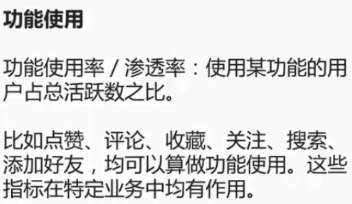 功能使用
功能使用率 / 渗透率：使用某功能的用
户占总活跃数之比。
比如点赞、评论、收藏、关注、搜索、
添加好友，均可以算做功能使用。这些
指标在特定业务中均有作用。